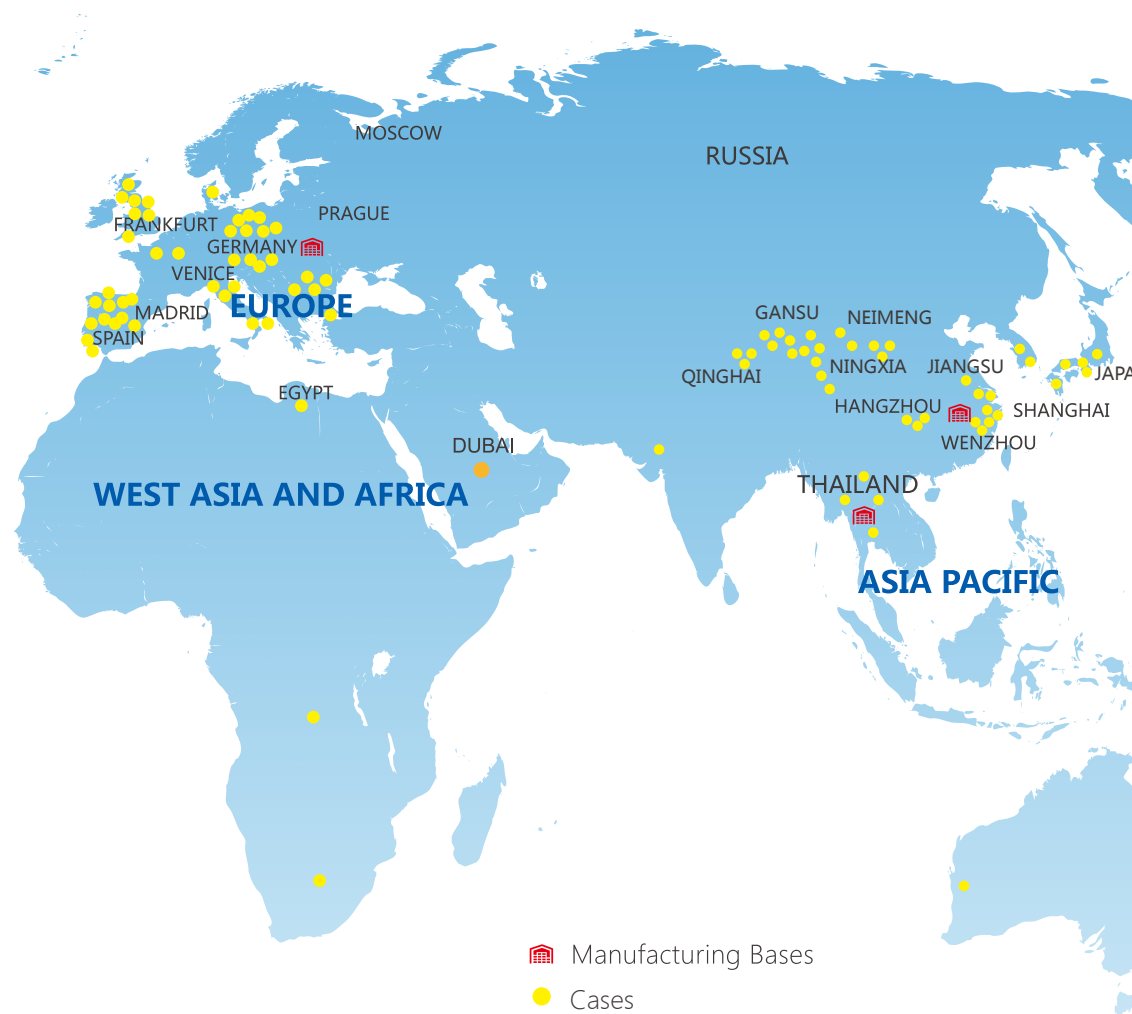 MOSCOW
RUSSIA
PRAGUE
FRANKFURT
GERMANY
VENICE
EUROPE
MADRID
SPAIN
GANSU
NEIMENG
QINGHAI
NINGXIA
JIANGSU
JAPA
EGYPT
HANGZHOU
SHANGHAI
DUBAI
WENZHOU
WEST ASIA AND AFRICA
THAILAND
ASIA PACIFIC
Manufacturing Bases
Cases